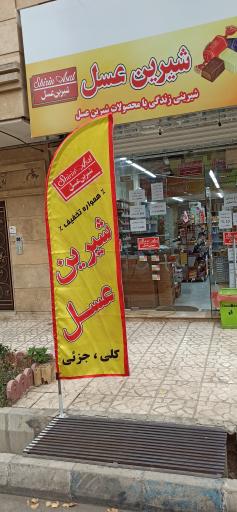 Shirin Asal
شیرین عسل
شیرین عسل
شیرینی زندگی با محصولات شیرین عسل
Shirin Asal
شیرین عسل
٪ همواره تخفیف ٪
شیرین
عسل
کلی ، جزئی